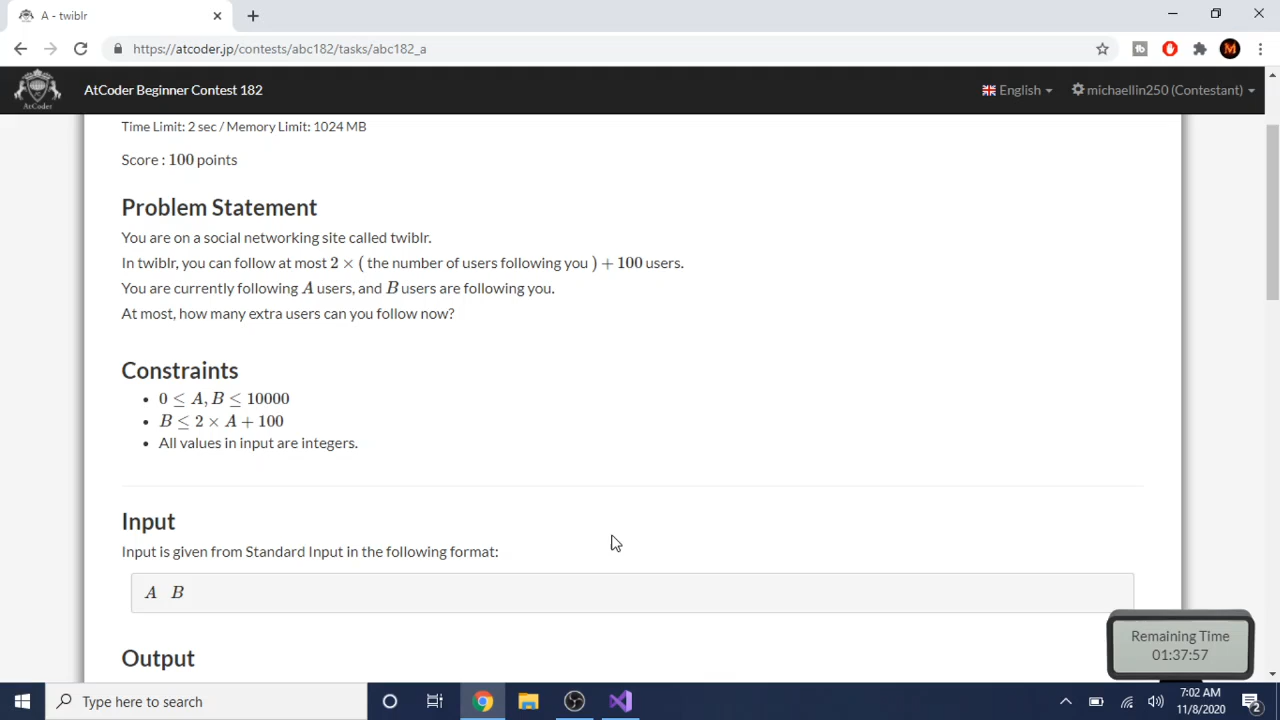 A - twiblr
https://atcoder.jp/contests/abc182/tasks/abc182_a
AtCoder Beginner Contest 182
English
michaellin250 (Contestant)
Time Limit: 2 sec / Memory Limit: 1024 MB
Score : 100 points
Problem Statement
You are on a social networking site called twiblr.
In twiblr, you can follow at most 2 × ( the number of users following you ) + 100 users.
You are currently following A users, and B users are following you.
At most, how many extra users can you follow now?
Constraints
• 0 ≤ A, B ≤ 10000
• B ≤ 2 × A + 100
• All values in input are integers.
Input
Input is given from Standard Input in the following format:
A B
Output
Remaining Time
01:37:57
Type here to search
7:02 AM
11/8/2020
2